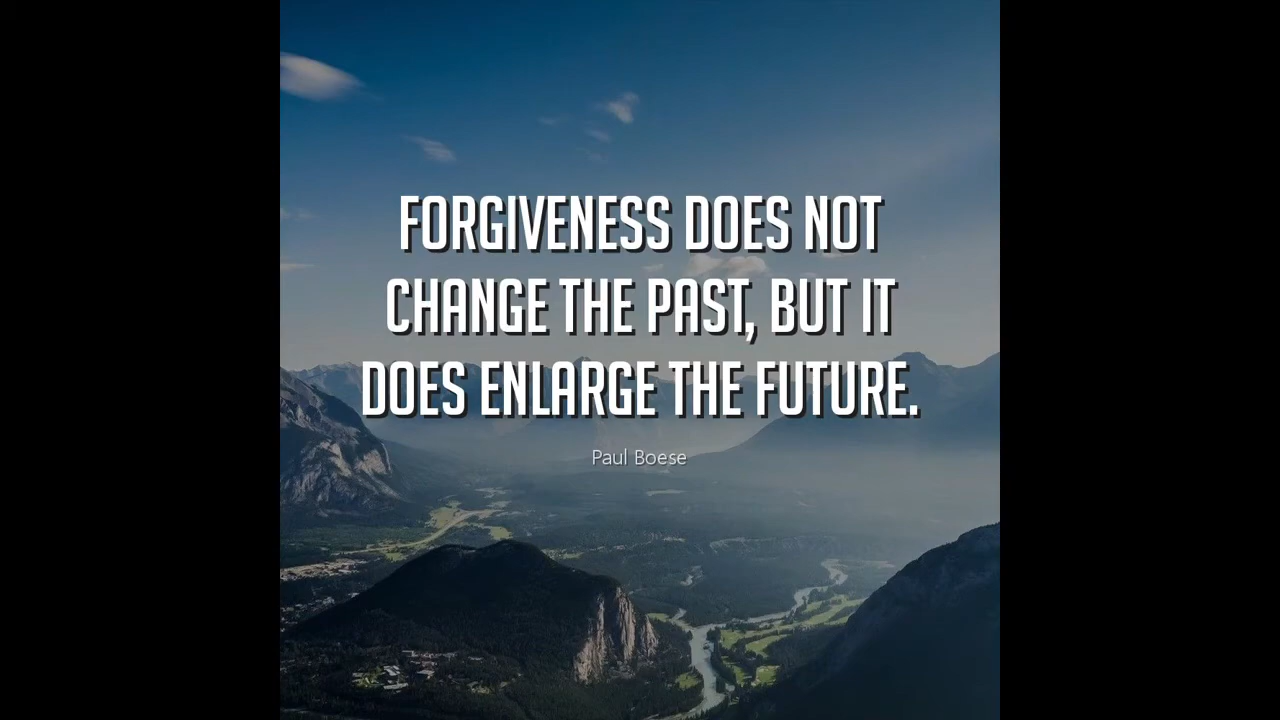 FORGIVENESS DOES NOT
CHANGE THE PAST, BUT IT
DOES ENLARGE THE FUTURE.
Paul Boese